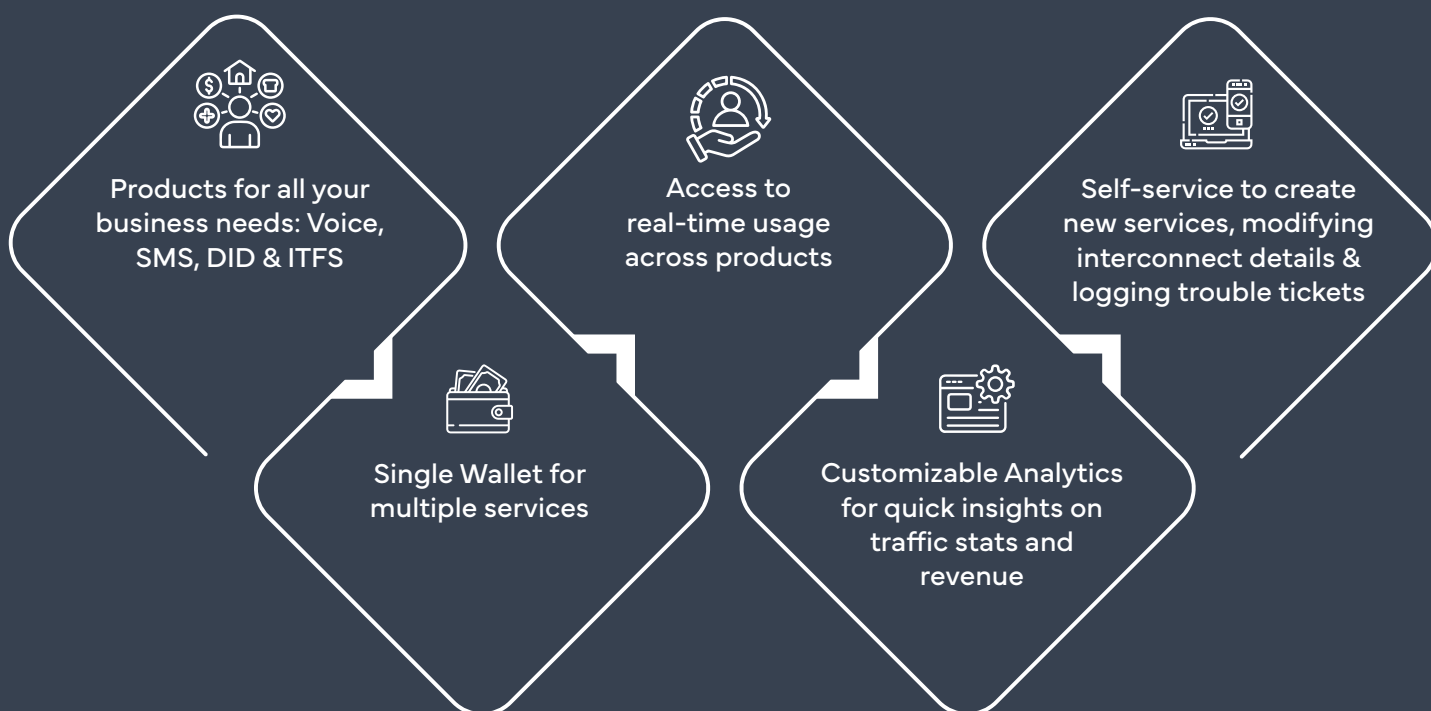 Products for all your
business needs: Voice,
SMS, DID & ITFS
Single Wallet for
multiple services
Access to
real-time usage
across products
Customizable Analytics
for quick insights on
traffic stats and
revenue
Self-service to create
new services, modifying
interconnect details &
logging trouble tickets